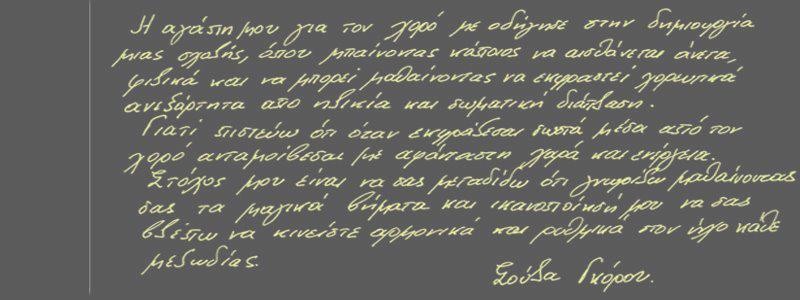 Η αγάπη μου για τον χορό με οδήγησε στην δημιουργία
μιας σχολής, όπου μπαίνοντας κάποιος να αισθάνεται άνετα,
φιλικά και να μπορεί μαθαίνοντας να εκφραστεί χορευτικά
ανεξάρτητα από ηλικία και σωματική διάπλαση.
Γιατί πιστεύω ότι όταν εκφράζεσαι σωστά μέσα από τον
χορό ανταμοίβεσαι με αφάνταστη χαρά και ενέργεια.
Στόχος μου είναι να σας μεταδίδω ότι γνωρίζω μαθαίνοντας
σας τα μαγικά βήματα και ικανοποίησή μου να σας
βλέπω να κινείστε αρμονικά και ρυθμικά στον ήχο κάθε
μελωδίας.
Σούλα Γκόρου.